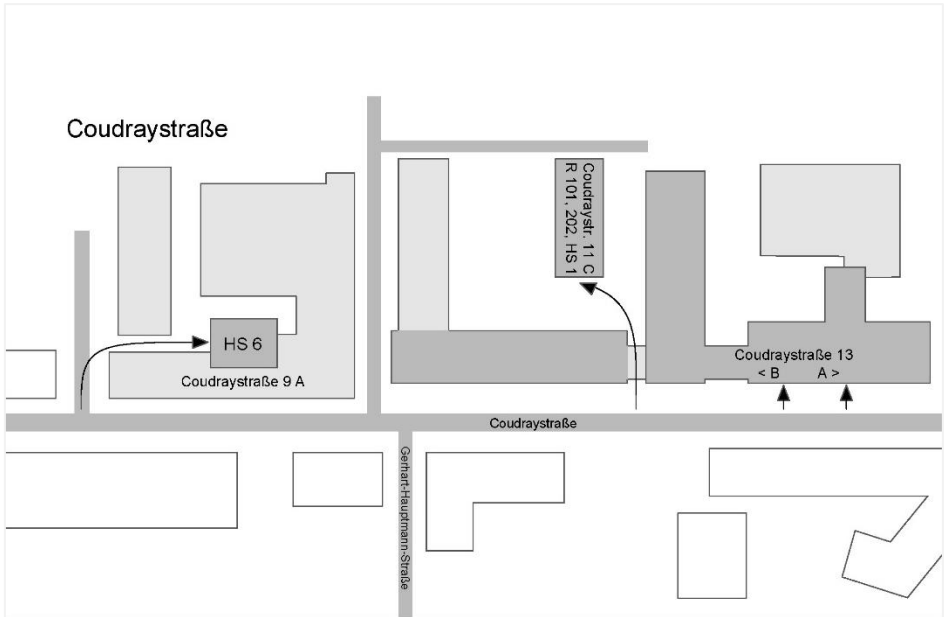 Coudraystraße
Coudraystr. 11 C
R 101, 202, HS 1
HS 6
Coudraystraße 9 A
Coudraystraße 13
< B A >
Coudraystraße
Gerhart-Hauptmann-Straße